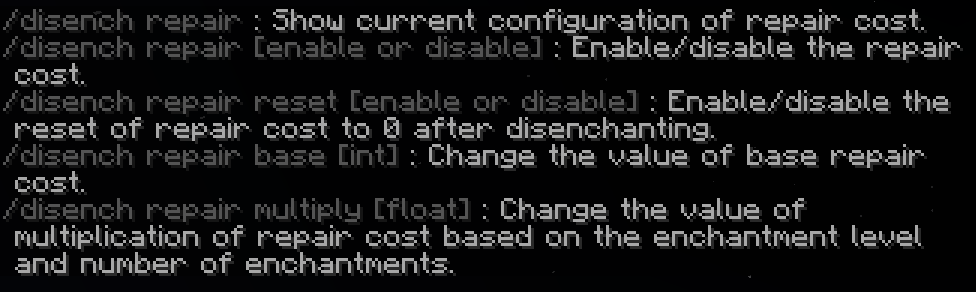 /disench repair : Show current configuration of repair cost.
/disench repair [enable or disable] : Enable/disable the repair
cost.
/disench repair reset [enable or disable] : Enable/disable the
reset of repair cost to 0 after disenchanting.
/disench repair base [int] : Change the value of base repair
cost.
/disench repair multiply [float] : Change the value of
multiplication of repair cost based on the enchantment level
and number of enchantments.